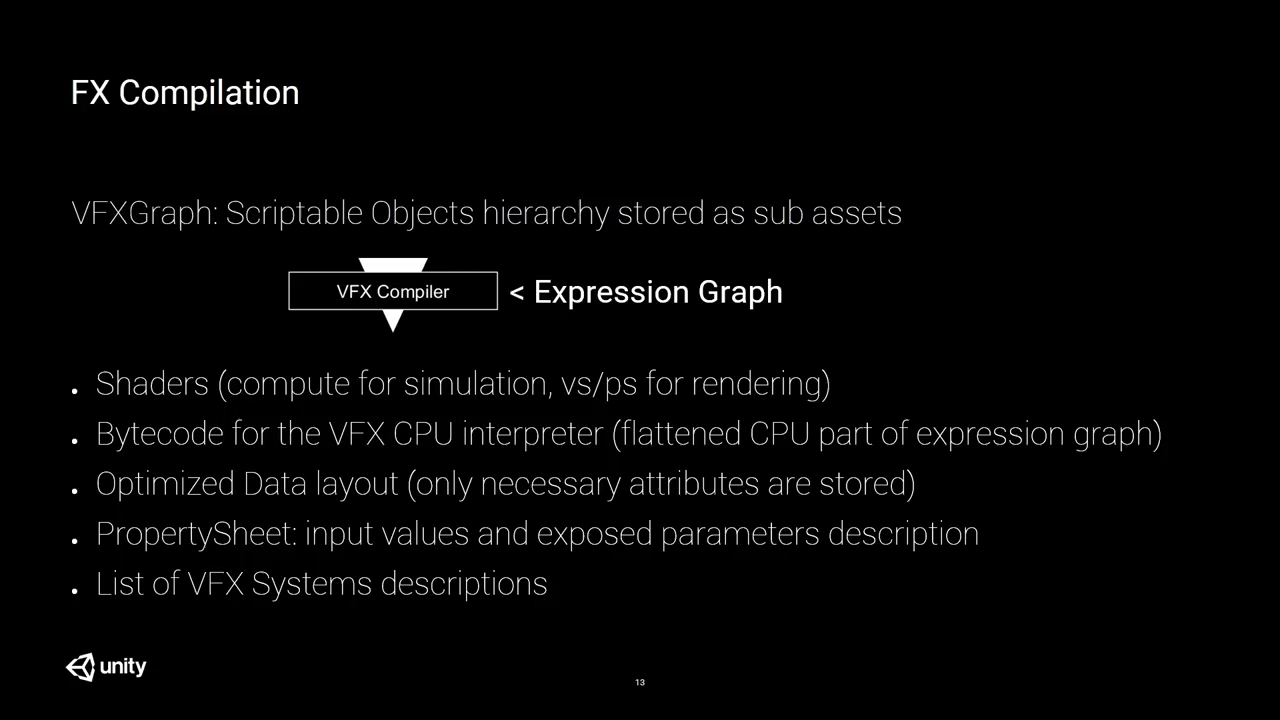 FX Compilation
VFXGraph: Scriptable Objects hierarchy stored as sub assets
VFX Compiler < Expression Graph
• Shaders (compute for simulation, vs/ps for rendering)
• Bytecode for the VFX CPU interpreter (flattened CPU part of expression graph)
• Optimized Data layout (only necessary attributes are stored)
• PropertySheet: input values and exposed parameters description
• List of VFX Systems descriptions
unity
13